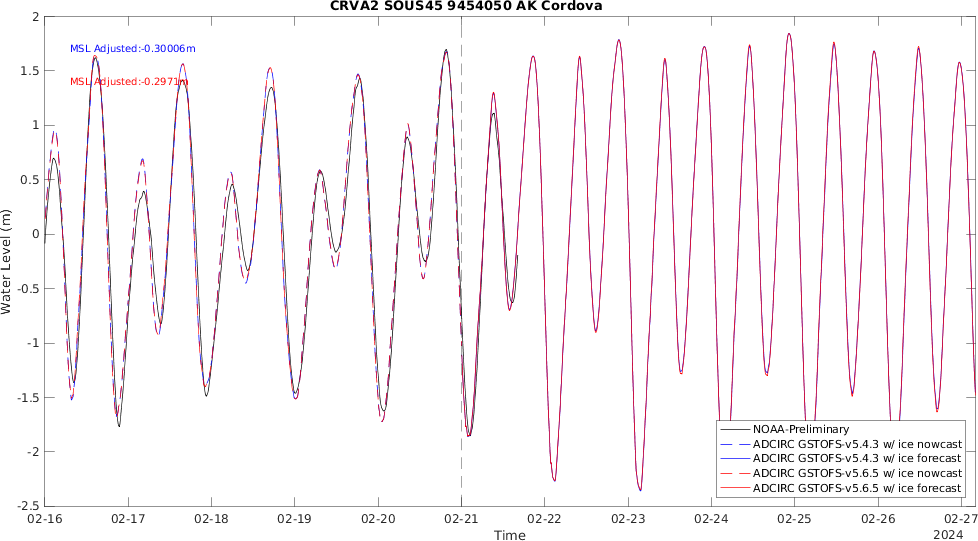 CRVA2 SOUS45 9454050 AK Cordova
MSL Adjusted:-0.30006m
MSL Adjusted:-0.2971m
Water Level (m)
2
1.5
1
0.5
0
-0.5
-1
-1.5
-2
-2.5
NOAA-Preliminary
ADCIRC GSTOFS-v5.4.3 w/ ice nowcast
ADCIRC GSTOFS-v5.4.3 w/ ice forecast
ADCIRC GSTOFS-v5.6.5 w/ ice nowcast
ADCIRC GSTOFS-v5.6.5 w/ ice forecast
02-16 02-17 02-18 02-19 02-20 02-21 02-22 02-23 02-24 02-25 02-26 02-27
Time
2024